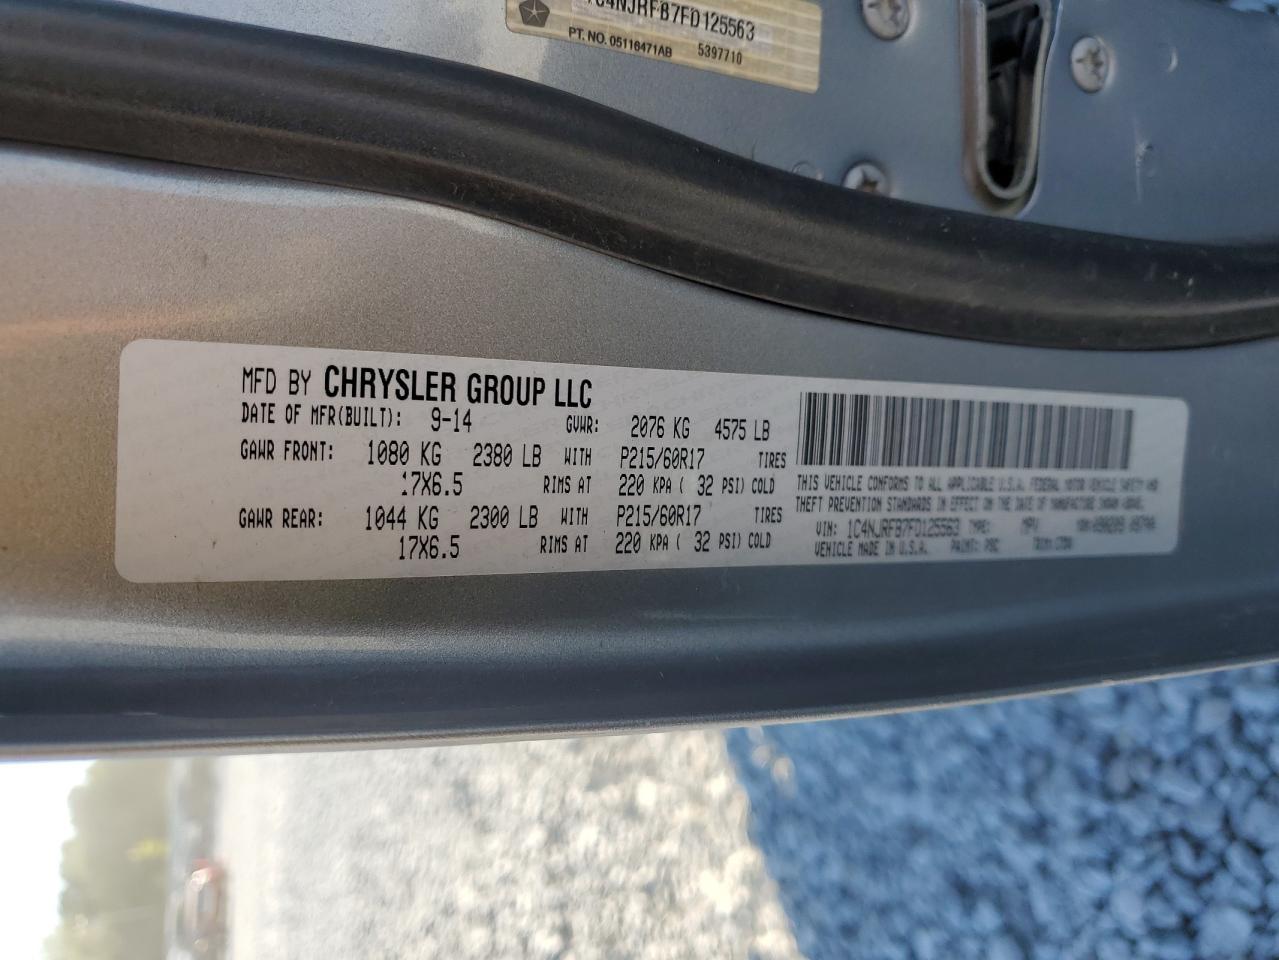 1C4NJRFB7FD125563
PT. NO. 05116471AB 5397710
MFD BY CHRYSLER GROUP LLC
DATE OF MFR(BUILT): 9-14 GVWR: 2076 KG 4575 LB
GAWR FRONT: 1080 KG 2380 LB WITH P215/60R17 TIRES
17X6.5 RIMS AT 220 KPA ( 32 PSI) COLD
GAWR REAR: 1044 KG 2300 LB WITH P215/60R17 TIRES
17X6.5 RIMS AT 220 KPA ( 32 PSI) COLD
THIS VEHICLE CONFORMS TO ALL APPLICABLE U.S.A. FEDERAL MOTOR VEHICLE SAFETY AND
THEFT PREVENTION STANDARDS IN EFFECT ON THE DATE OF MANUFACTURE SHOWN ABOVE.
VIN: 1C4NJRFB7FD125563 TYPE: MPV
VEHICLE MADE IN U.S.A. PAINT: PSC TRIM: